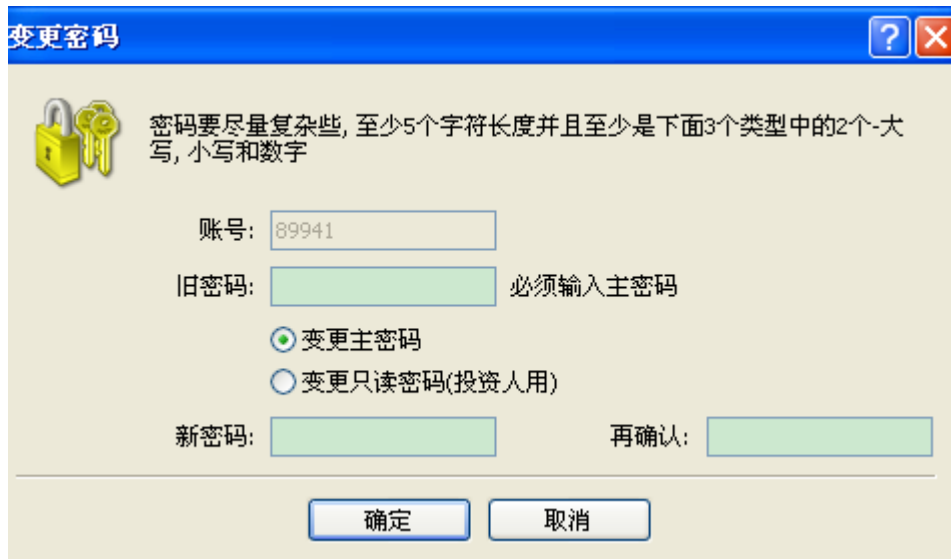 变更密码
密码要尽量复杂些, 至少5个字符长度并且至少是下面3个类型中的2个-大
写, 小写和数字
账号: 89941
旧密码: 必须输入主密码
变更主密码
变更只读密码(投资人用)
新密码: 再确认:
确定 取消